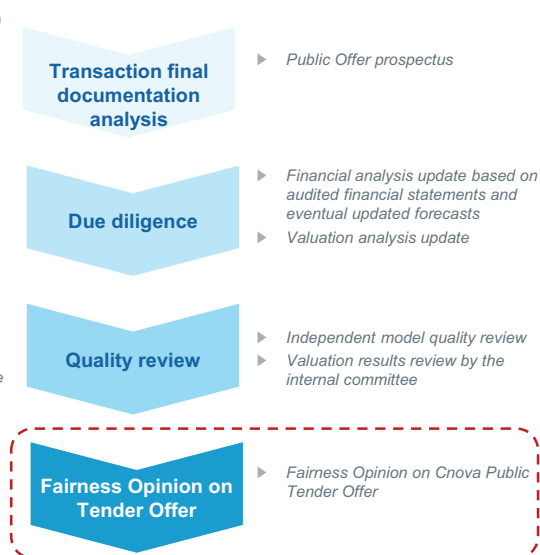 Transaction final
documentation
analysis
Public Offer prospectus
Due diligence
Financial analysis update based on
audited financial statements and
eventual updated forecasts
Valuation analysis update
Quality review
Independent model quality review
Valuation results review by the
internal committee
Fairness Opinion on
Tender Offer
Fairness Opinion on Cnova Public
Tender Offer